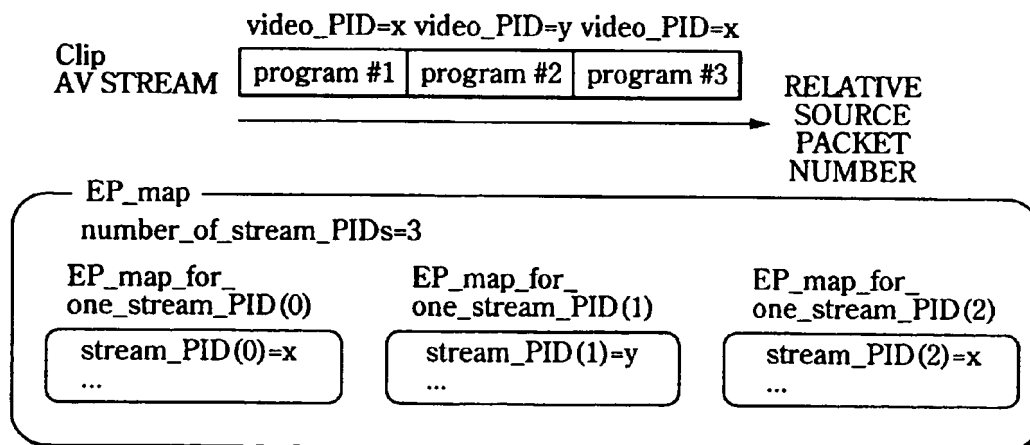 video_PID=x video_PID=y video_PID=x
Clip
AV STREAM
program #1 program #2 program #3
RELATIVE
SOURCE
PACKET
NUMBER
EP_map
number_of_stream_PIDs=3
EP_map_for_
one_stream_PID(0)
stream_PID(0)=x
...
EP_map_for_
one_stream_PID(1)
stream_PID(1)=y
...
EP_map_for_
one_stream_PID(2)
stream_PID(2)=x
...